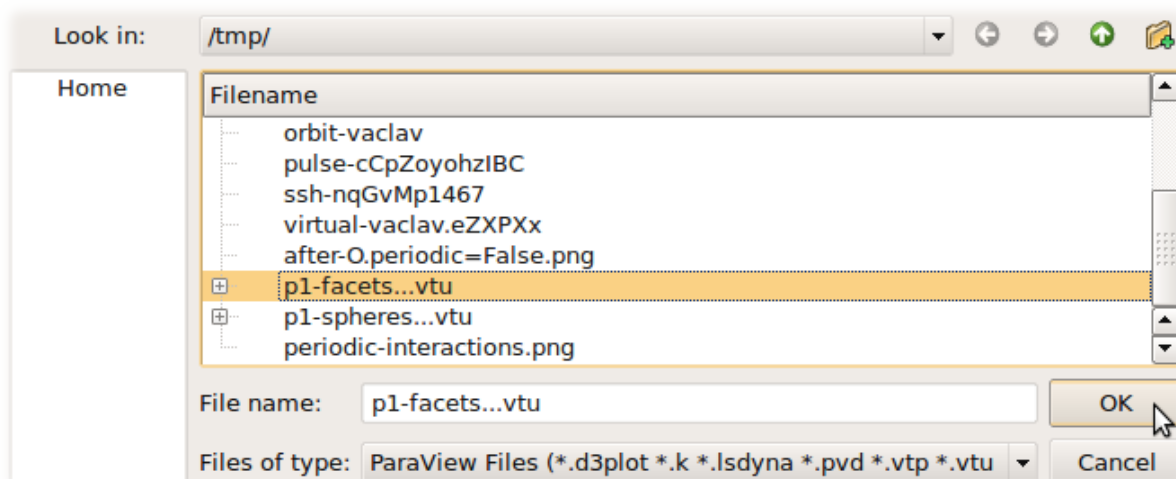 Look in: /tmp/
Home
Filename
orbit-vaclav
pulse-cCpZoyohzIBC
ssh-nqGvMp1467
virtual-vaclav.eZXPXx
after-O.periodic=False.png
p1-facets...vtu
p1-spheres...vtu
periodic-interactions.png
File name: p1-facets...vtu OK
Files of type: ParaView Files (*.d3plot *.k *.lsdyna *.pvd *.vtp *.vtu Cancel